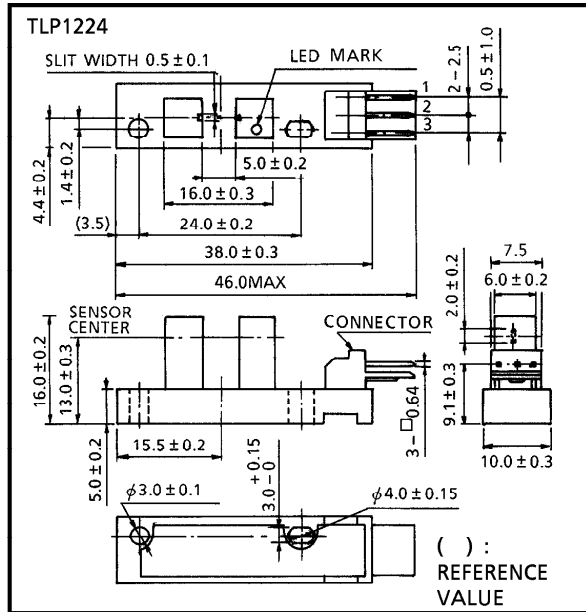 TLP1224
SLIT WIDTH 0.5±0.1
LED MARK
1
2
3
2−2.5
0.5±1.0
4.4±0.2
1.4±0.2
5.0±0.2
16.0±0.3
(3.5)
24.0±0.2
38.0±0.3
46.0MAX
7.5
6.0±0.2
2.0±0.2
SENSOR
CENTER
CONNECTOR
16.0±0.2
13.0±0.3
5.0±0.2
15.5±0.2
3−□0.64
9.1±0.3
10.0±0.3
ϕ3.0±0.1
+0.15
3.0−0
ϕ4.0±0.15
( ) :
REFERENCE
VALUE